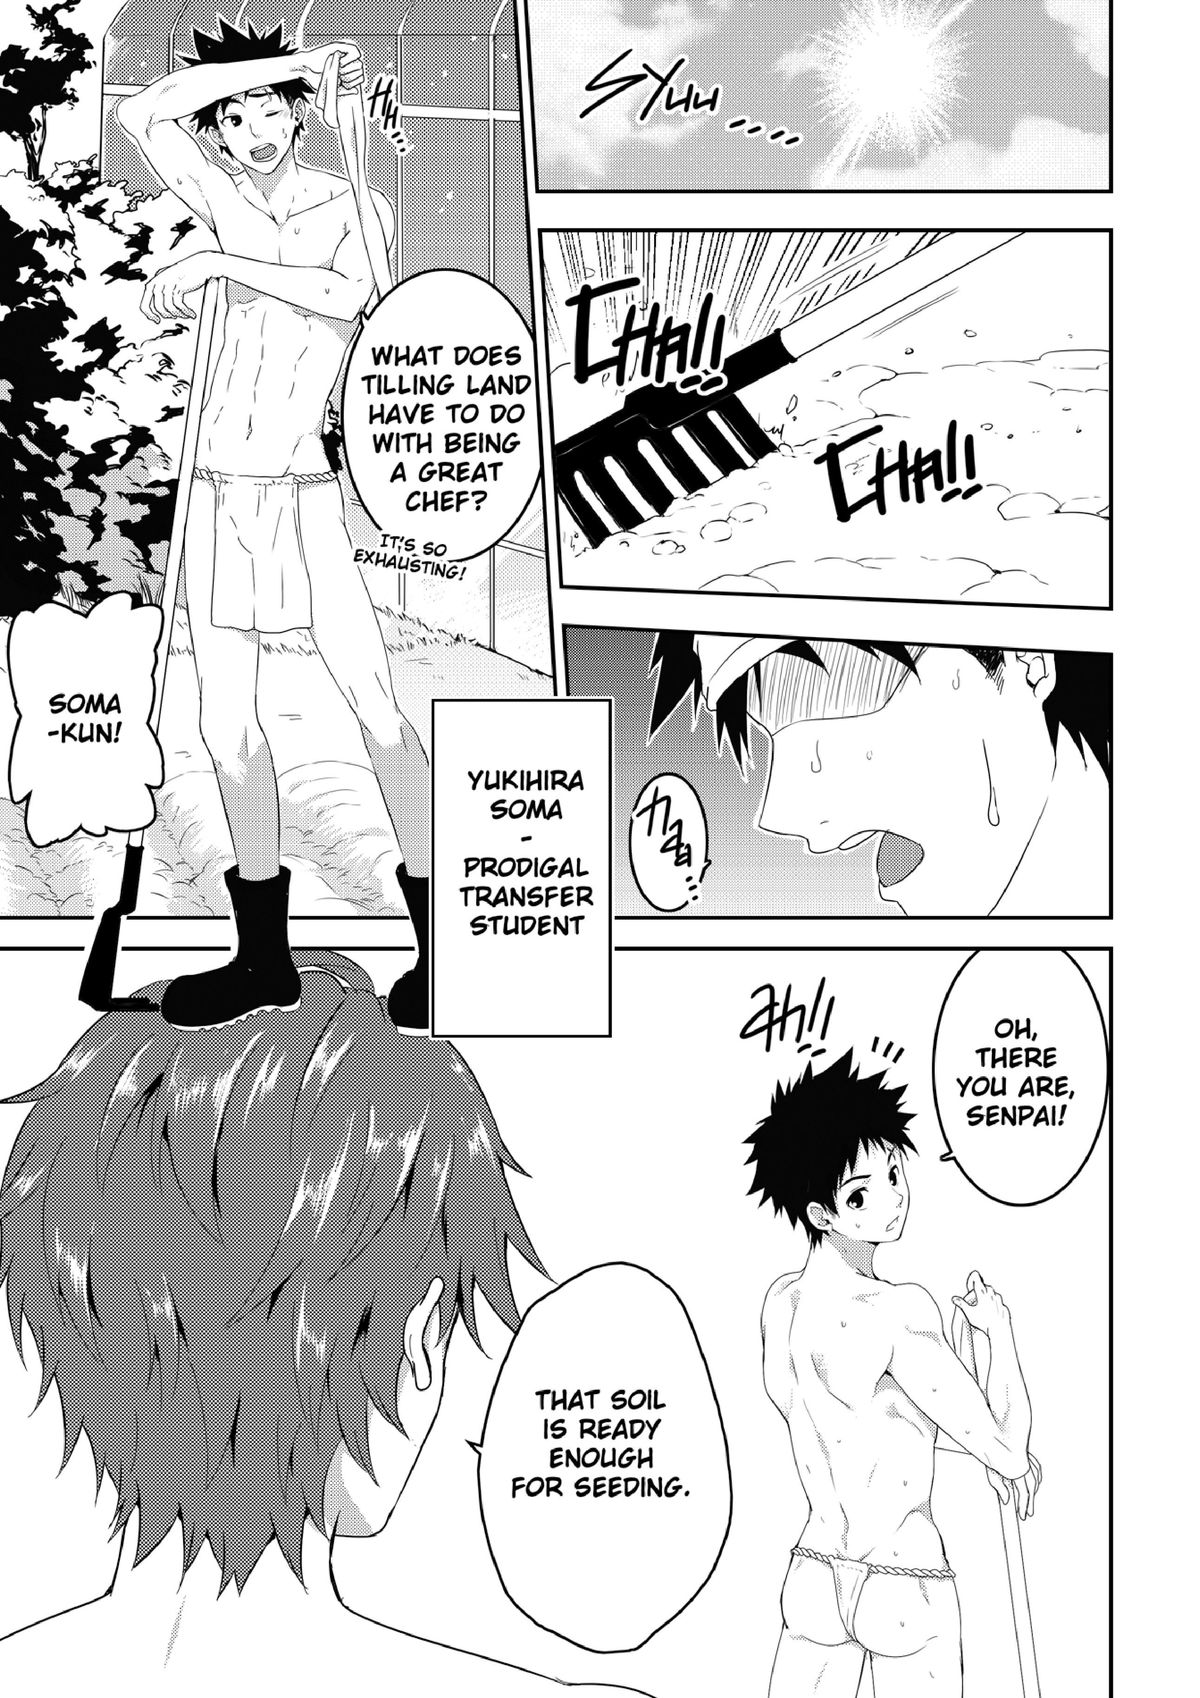 SYUU....
CHA!!
CHA!!
HH...
WHAT DOES
TILLING LAND
HAVE TO DO
WITH BEING
A GREAT
CHEF?
IT'S SO
EXHAUSTING!
SOMA
-KUN!
YUKIHIRA
SOMA
-
PRODIGAL
TRANSFER
STUDENT
OH,
THERE
YOU ARE,
SENPAI!
THAT SOIL
IS READY
ENOUGH
FOR SEEDING.